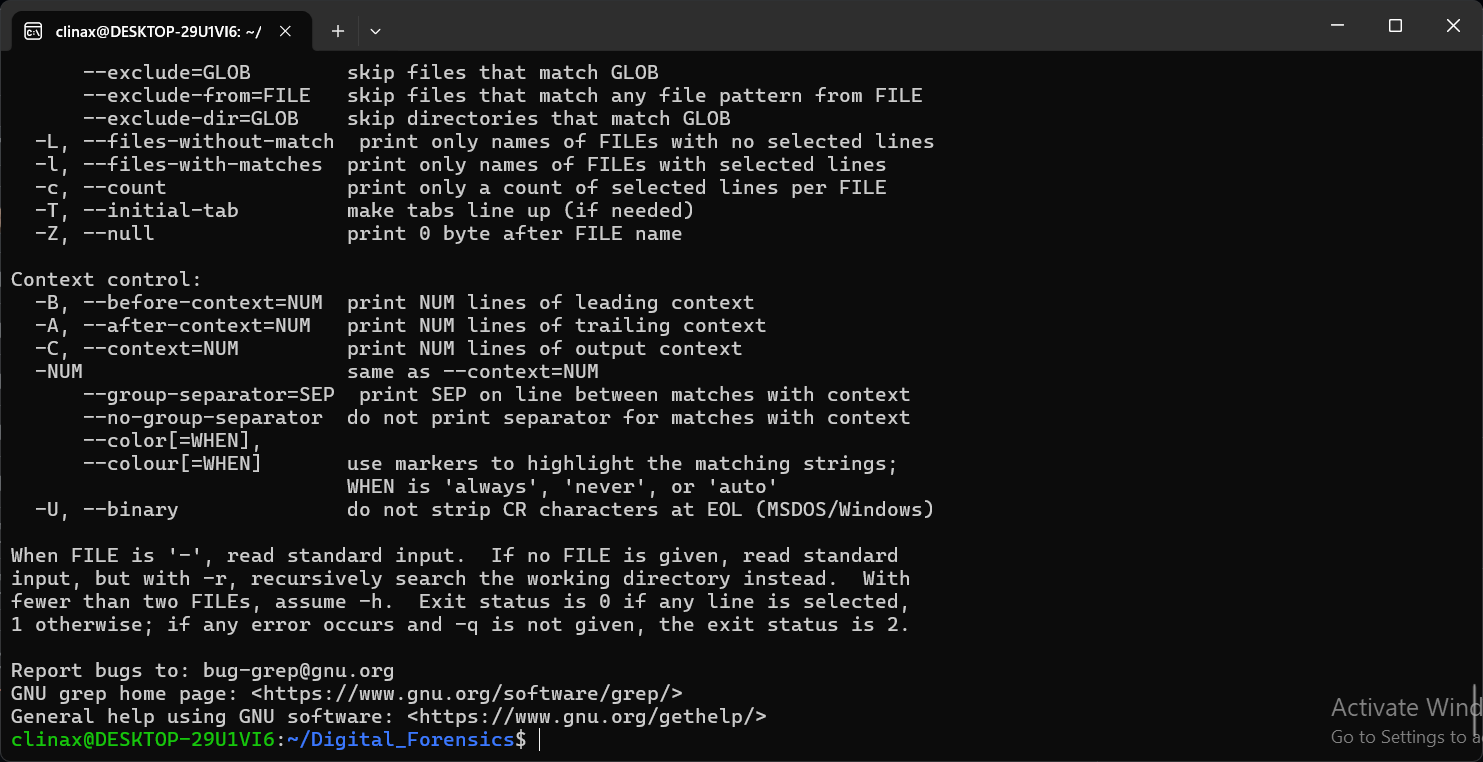 clinax@DESKTOP-29U1VI6: ~/
--exclude=GLOB skip files that match GLOB
--exclude-from=FILE skip files that match any file pattern from FILE
--exclude-dir=GLOB skip directories that match GLOB
-L, --files-without-match print only names of FILEs with no selected lines
-l, --files-with-matches print only names of FILEs with selected lines
-c, --count print only a count of selected lines per FILE
-T, --initial-tab make tabs line up (if needed)
-Z, --null print 0 byte after FILE name
Context control:
-B, --before-context=NUM print NUM lines of leading context
-A, --after-context=NUM print NUM lines of trailing context
-C, --context=NUM print NUM lines of output context
-NUM same as --context=NUM
--group-separator=SEP print SEP on line between matches with context
--no-group-separator do not print separator for matches with context
--color[=WHEN],
--colour[=WHEN] use markers to highlight the matching strings;
WHEN is 'always', 'never', or 'auto'
-U, --binary do not strip CR characters at EOL (MSDOS/Windows)
When FILE is '-', read standard input. If no FILE is given, read standard
input, but with -r, recursively search the working directory instead. With
fewer than two FILEs, assume -h. Exit status is 0 if any line is selected,
1 otherwise; if any error occurs and -q is not given, the exit status is 2.
Report bugs to: bug-grep@gnu.org
GNU grep home page: <https://www.gnu.org/software/grep/>
General help using GNU software: <https://www.gnu.org/gethelp/>
clinax@DESKTOP-29U1VI6:~/Digital_Forensics$
Activate Wind
Go to Settings to a